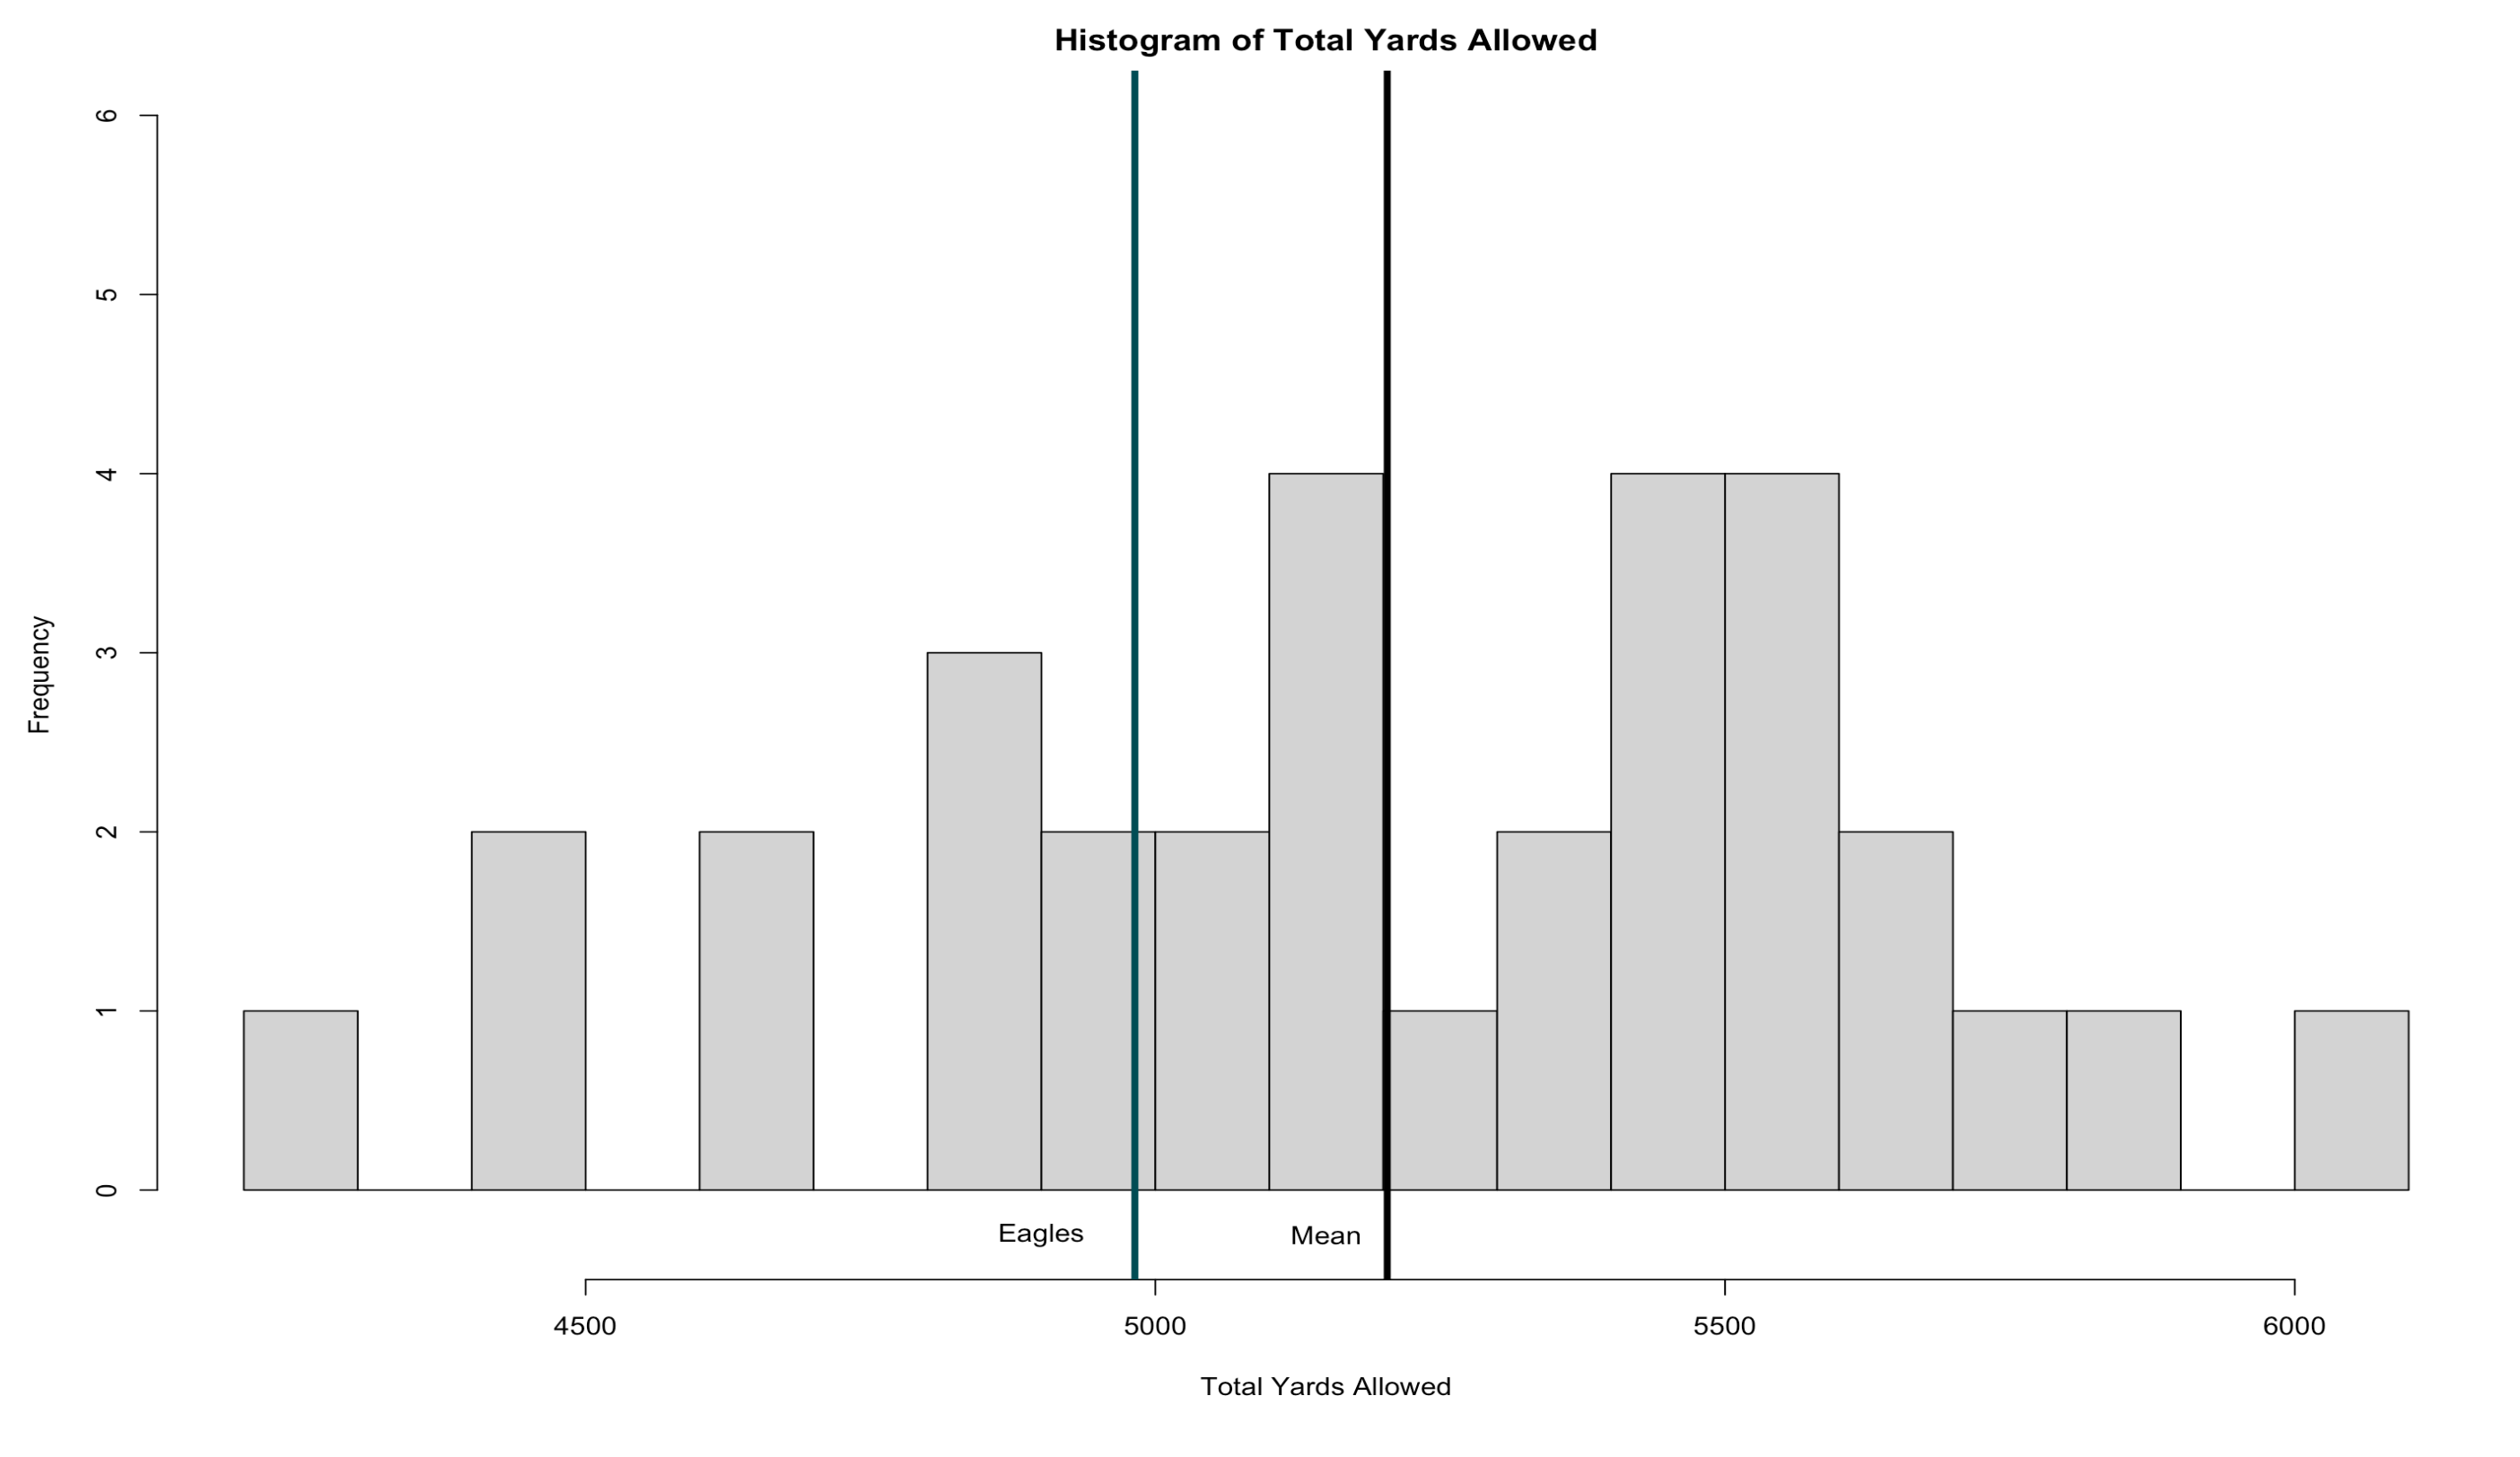 Histogram of Total Yards Allowed
6
5
4
3
2
1
0
Frequency
Eagles
Mean
4500 5000 5500 6000
Total Yards Allowed